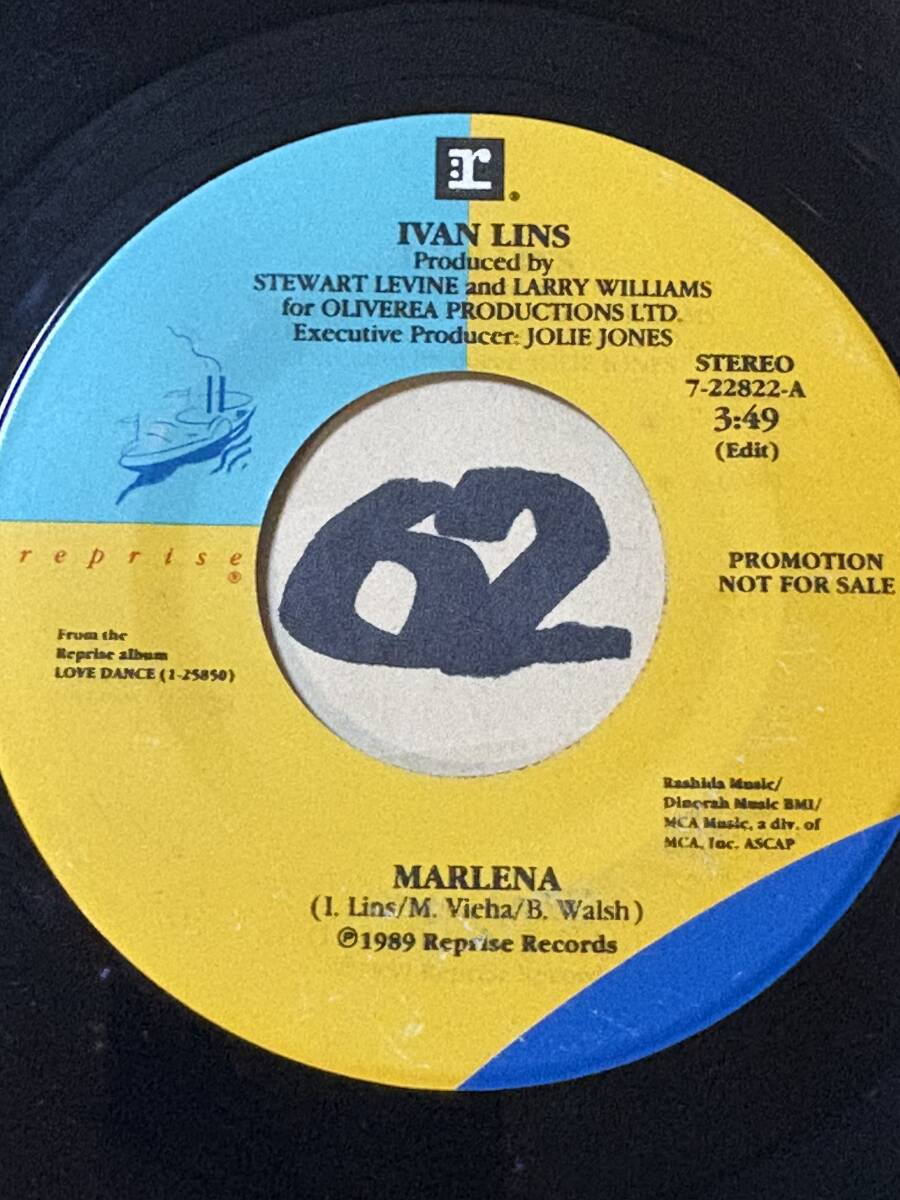 r
IVAN LINS
Produced by
STEWART LEVINE and LARRY WILLIAMS
for OLIVEREA PRODUCTIONS LTD.
Executive Producer: JOLIE JONES
STEREO
7-22822-A
3:49
(Edit)
62
reprise
®
PROMOTION
NOT FOR SALE
From the
Reprise album
LOVE DANCE (1-25850)
Rashida Music/
Dinorah Music BMI/
MCA Music, a div. of
MCA, Inc. ASCAP
MARLENA
(I. Lins/M. Vieha/B. Walsh)
℗1989 Reprise Records